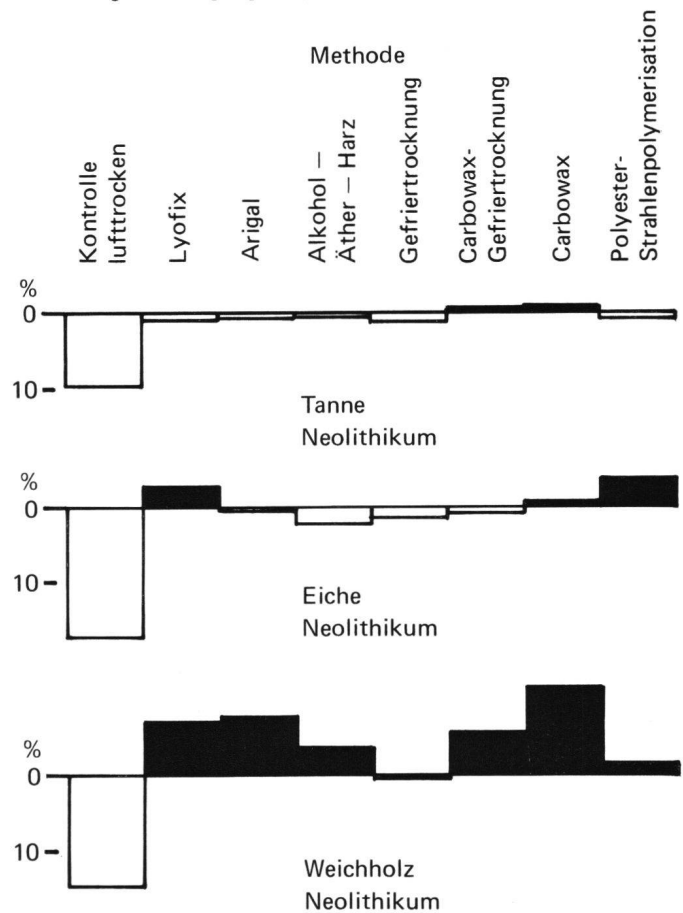 Methode
Kontrolle
lufttrocken
Lyofix
Arigal
Alkohol —
Äther — Harz
Gefriertrocknung
Carbowax-
Gefriertrocknung
Carbowax
Polyester-
Strahlenpolymerisation
%
0
10
Tanne
Neolithikum
%
0
10
Eiche
Neolithikum
%
0
10
Weichholz
Neolithikum